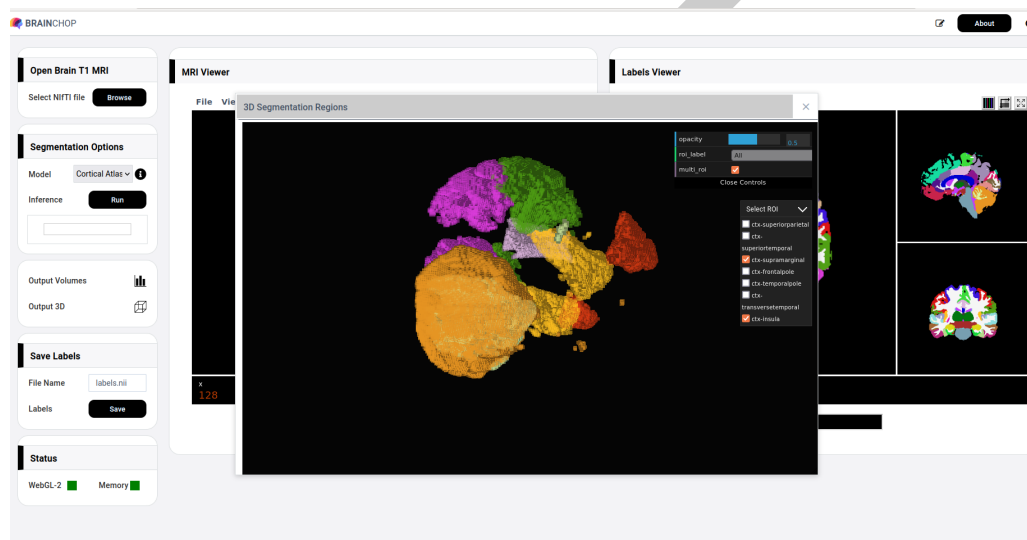 BRAINCHOP
About
Open Brain T1 MRI
Select NIfTI file
Browse
Segmentation Options
Model
Cortical Atlas
Inference
Run
Output Volumes
Output 3D
Save Labels
File Name
labels.nii
Labels
Save
Status
WebGL-2
Memory
MRI Viewer
File Vie
x
128
Labels Viewer
3D Segmentation Regions
×
opacity
0.5
roi_label
All
multi_roi
Close Controls
Select ROI
ctx-superiorparietal
ctx-
superiortemporal
ctx-supramarginal
ctx-frontalpole
ctx-temporalpole
ctx-
transversetemporal
ctx-insula